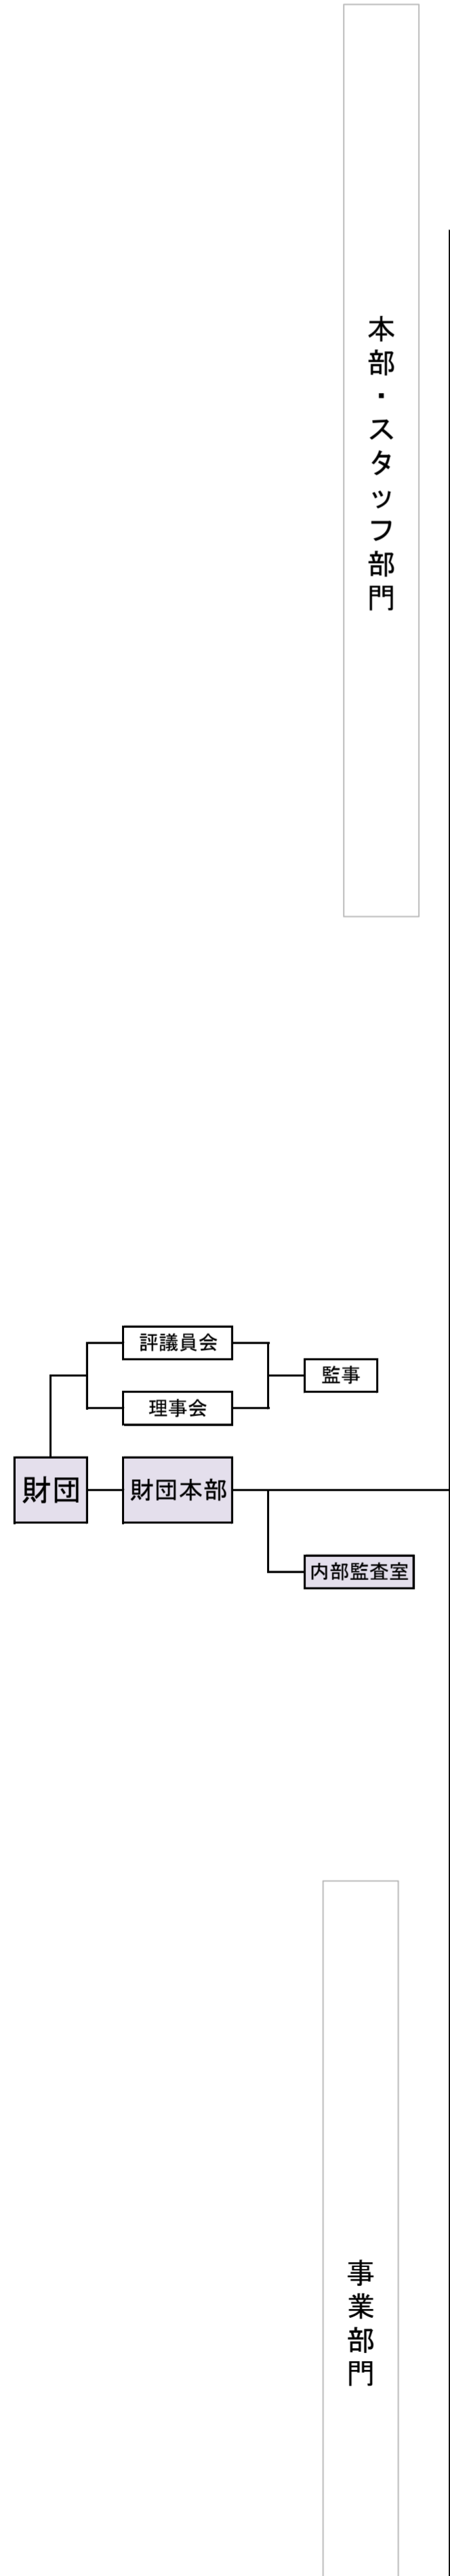 本部・スタッフ部門
評議員会
監事
理事会
財団
財団本部
内部監査室
事業部門